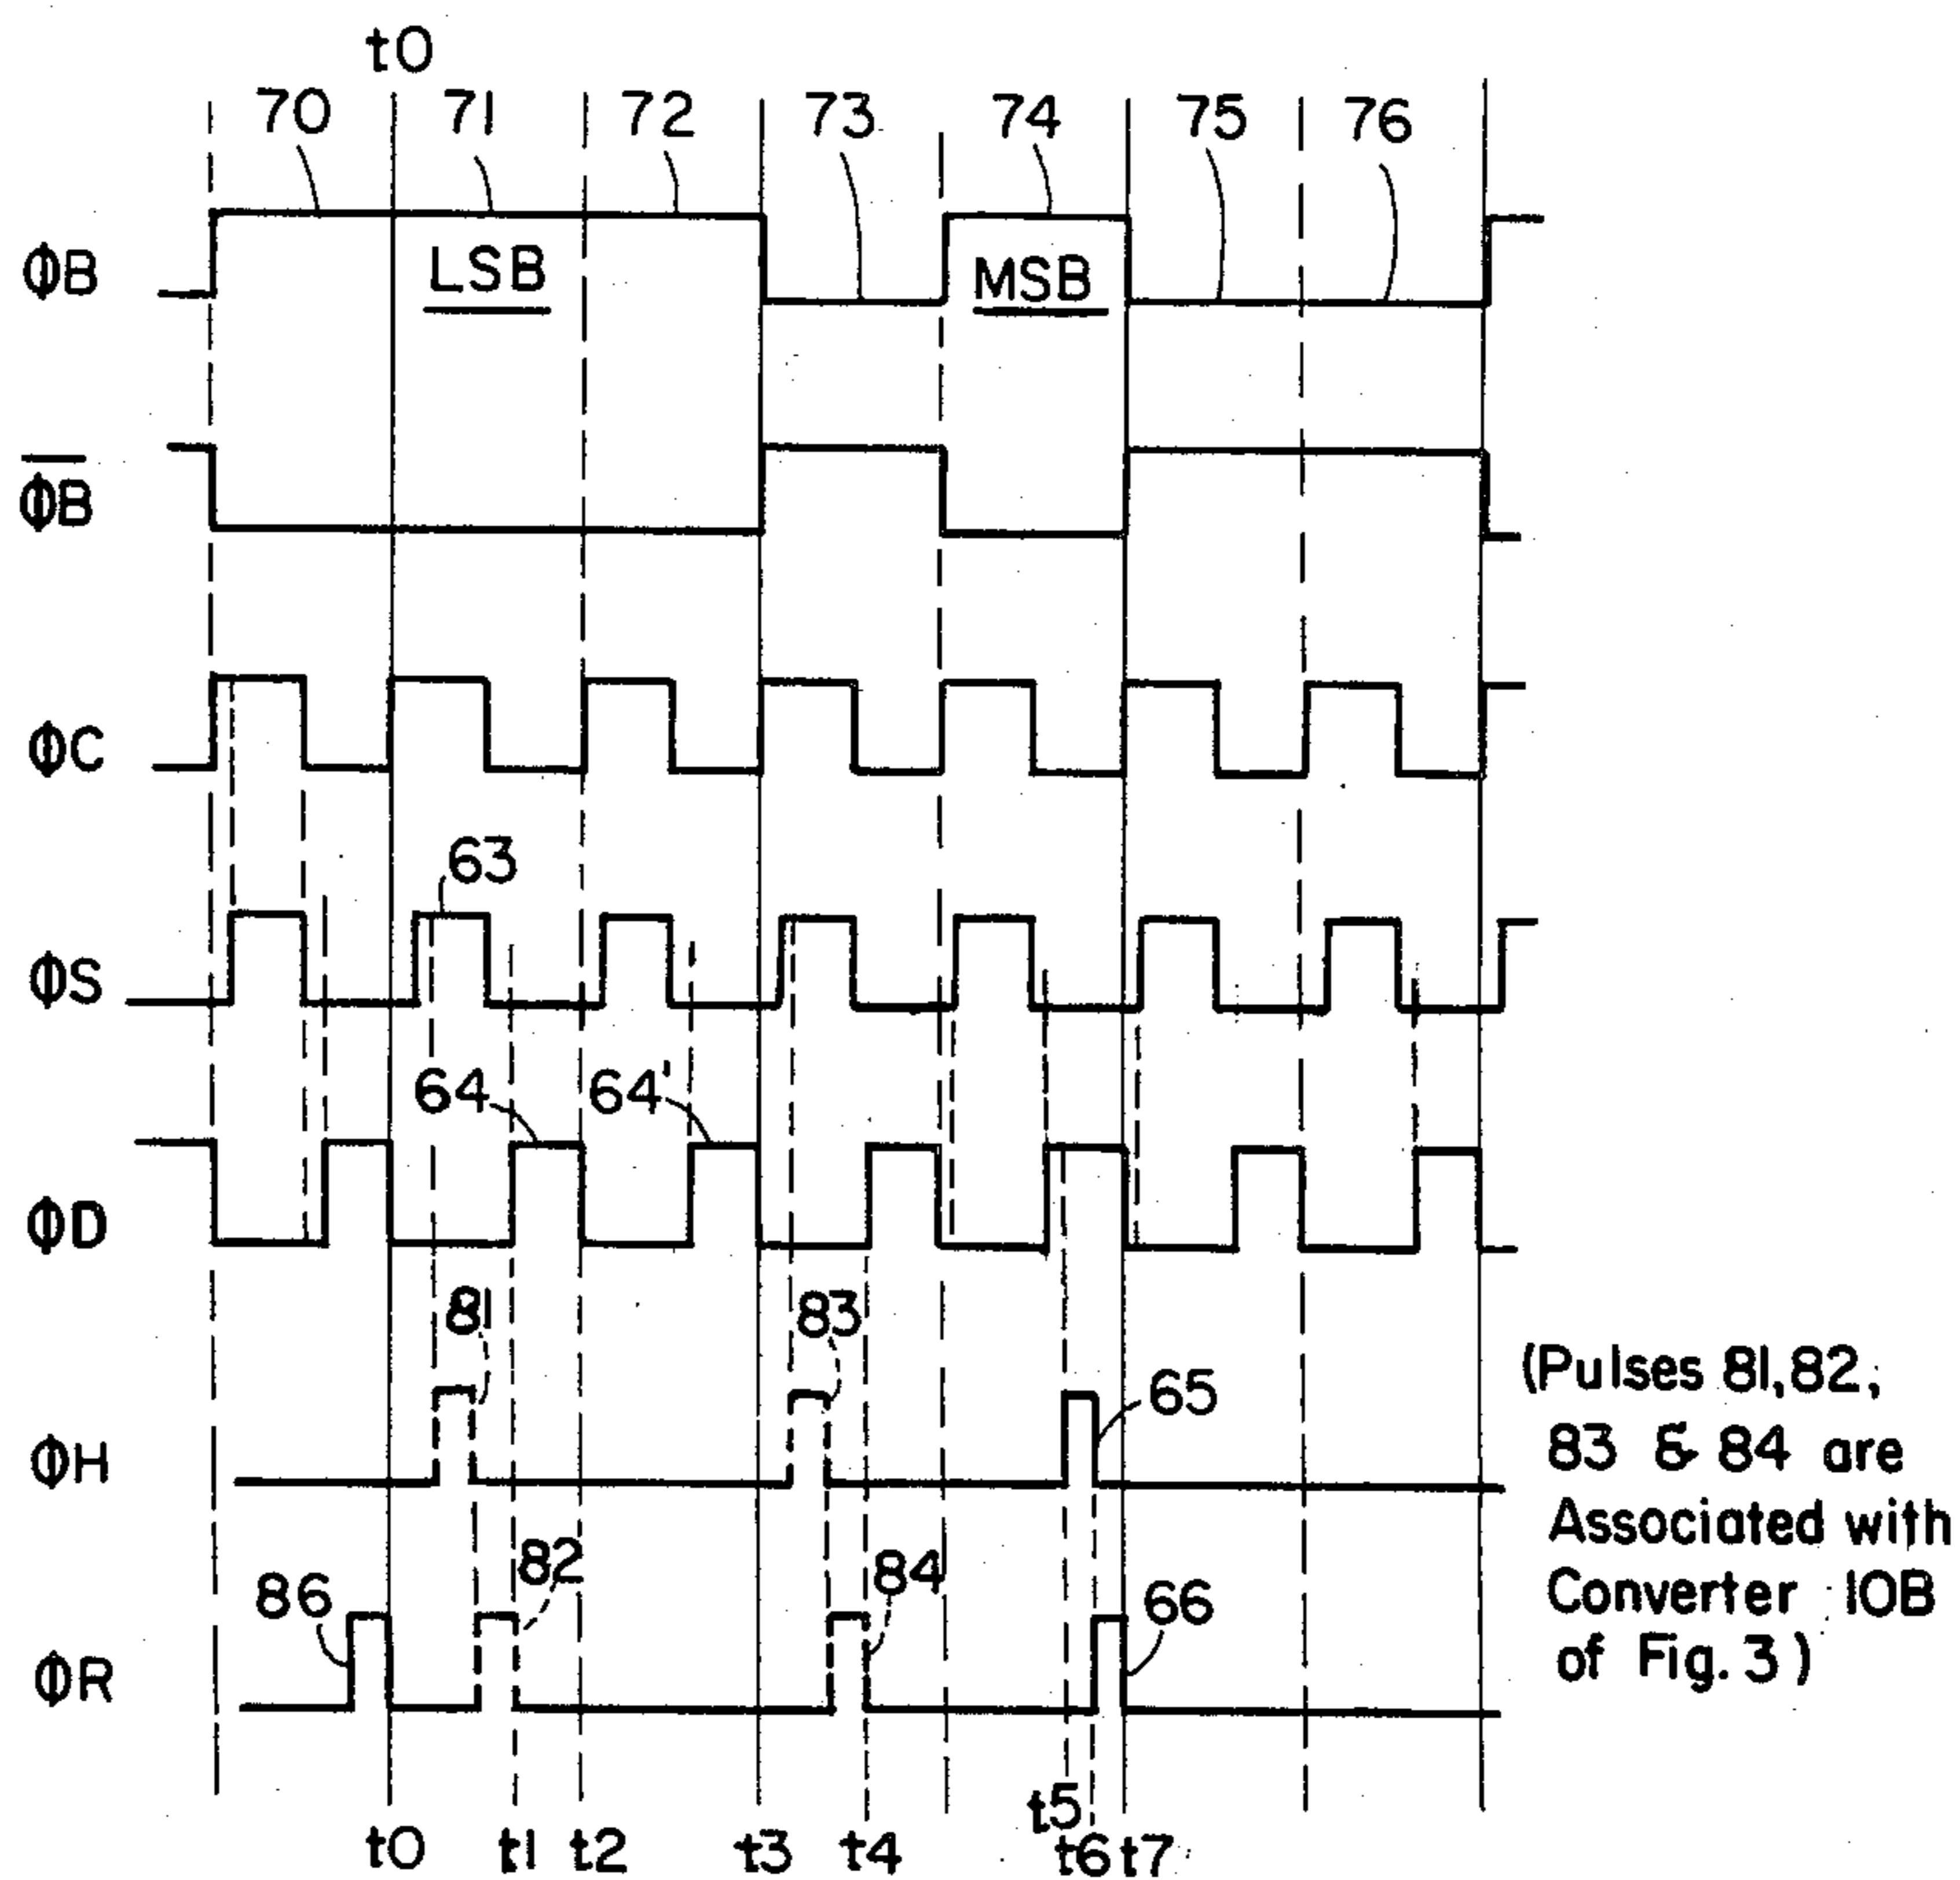 t0
70 71 72 73 74 75 76
ΦB LSB MSB
Φ̅B̅
ΦC
63
ΦS
64 64'
ΦD
81 83
(Pulses 81, 82,
83 & 84 are
Associated with
Converter 10B
of Fig. 3)
65
ΦH
82 84
86 66
ΦR
t5
t0 t1 t2 t3 t4 t6 t7